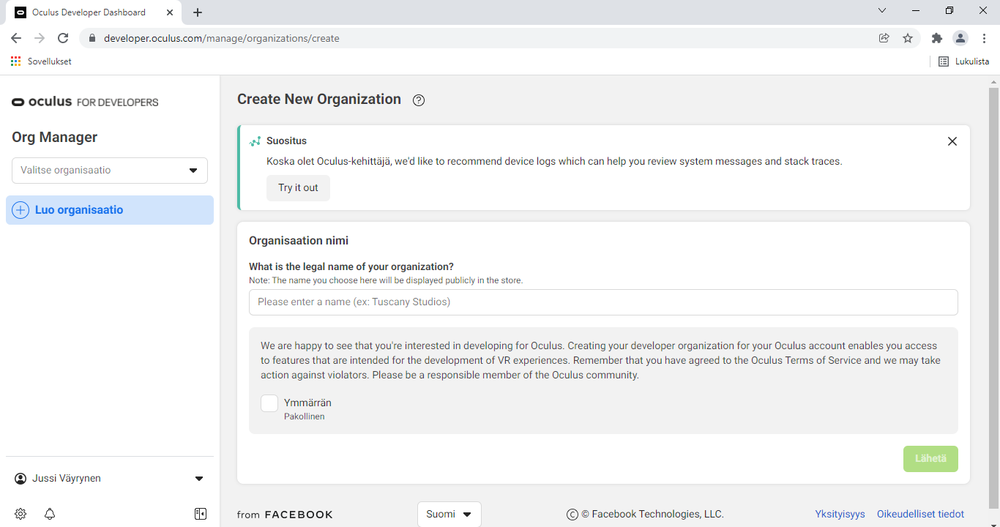 Oculus Developer Dashboard
developer.oculus.com/manage/organizations/create
Sovellukset
Lukulista
oculus FOR DEVELOPERS
Org Manager
Valitse organisaatio
Luo organisaatio
Jussi Väyrynen
Create New Organization
Suositus
Koska olet Oculus-kehittäjä, we'd like to recommend device logs which can help you review system messages and stack traces.
Try it out
Organisaation nimi
What is the legal name of your organization?
Note: The name you choose here will be displayed publicly in the store.
Please enter a name (ex: Tuscany Studios)
We are happy to see that you're interested in developing for Oculus. Creating your developer organization for your Oculus account enables you access
to features that are intended for the development of VR experiences. Remember that you have agreed to the Oculus Terms of Service and we may take
action against violators. Please be a responsible member of the Oculus community.
Ymmärrän
Pakollinen
Lähetä
from FACEBOOK
Suomi
© © Facebook Technologies, LLC.
Yksityisyys
Oikeudelliset tiedot